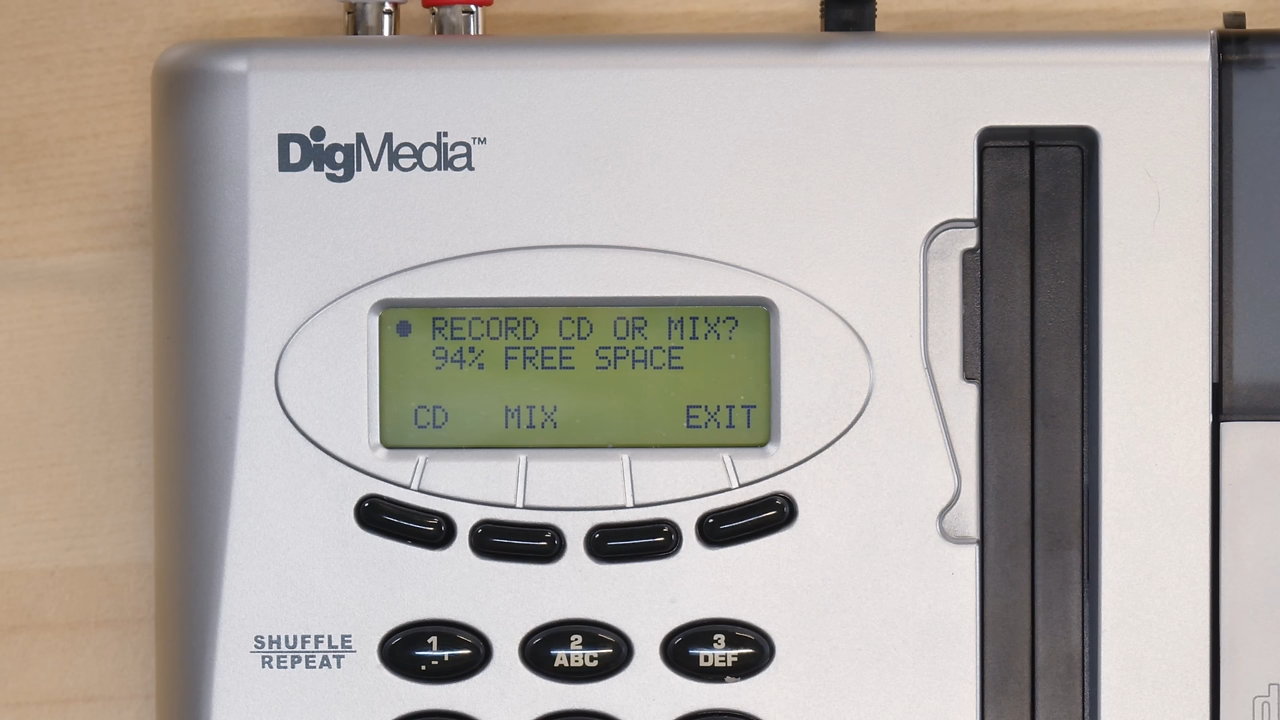 DigMedia™
RECORD CD OR MIX?
94% FREE SPACE
CD MIX EXIT
SHUFFLE
REPEAT
1
.-'
2
ABC
3
DEF